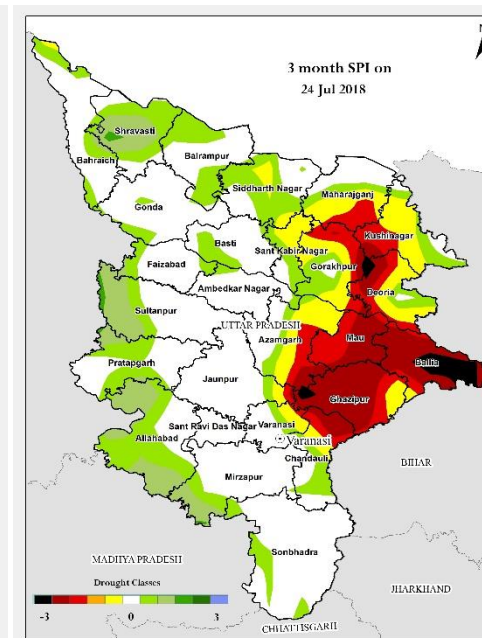 N
3 month SPI on
24 Jul 2018
Shravasti
Bahraich
Balrampur
Siddharth Nagar
Maharajganj
Gonda
Kushinagar
Basti
Sant Kabir Nagar
Gorakhpur
Faizabad
Deoria
Ambedkar Nagar
Sultanpur
UTTAR PRADESH
Azamgarh
Mau
Ballia
Pratapgarh
Jaunpur
Ghazipur
Sant Ravi Das Nagar
Varanasi
Varanasi
Allahabad
Chandauli
BIHAR
Mirzapur
Sonbhadra
MADHYA PRADESH
JHARKHAND
Drought Classes
-3 0 3
CHHATTISGARH